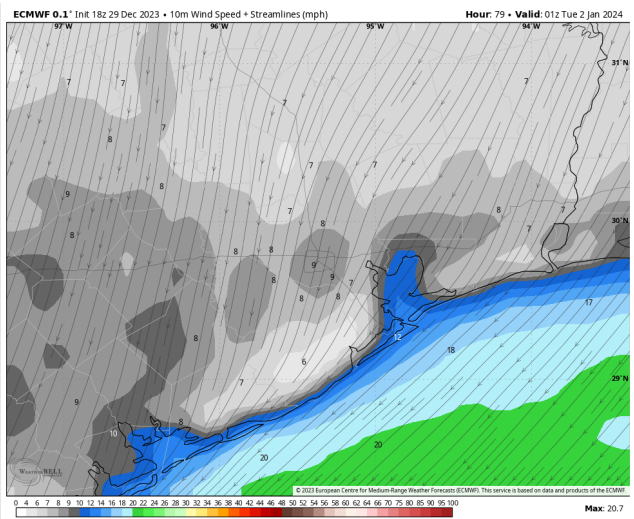 ECMWF 0.1° Init 18z 29 Dec 2023 • 10m Wind Speed + Streamlines (mph)
Hour: 79 • Valid: 01z Tue 2 Jan 2024
97°W 96°W 95°W 94°W
31°N
7 7 7 7
7
8
7 7
8 9
8 7
30°N
8
8 7
8 8 8
9 9
8 7
8 8
17
12
8 18
6
29°N
7
9
8
10
20
20
WEATHERBELL
© 2023 European Centre for Medium-Range Weather Forecasts (ECMWF). This service is based on data and products of the ECMWF.
0 4 6 7 8 9 10 12 14 16 18 20 22 24 26 28 30 32 34 36 38 40 42 44 46 48 50 52 54 56 58 60 62 64 66 70 75 80 85 90 95 100
Max: 20.7